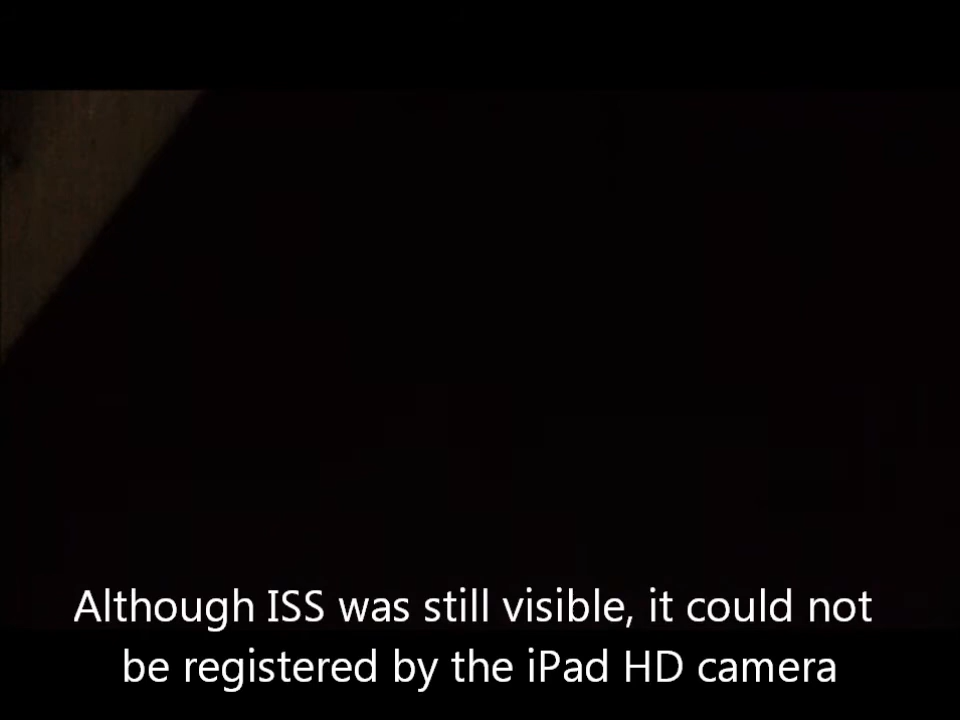 Although ISS was still visible, it could not
be registered by the iPad HD camera